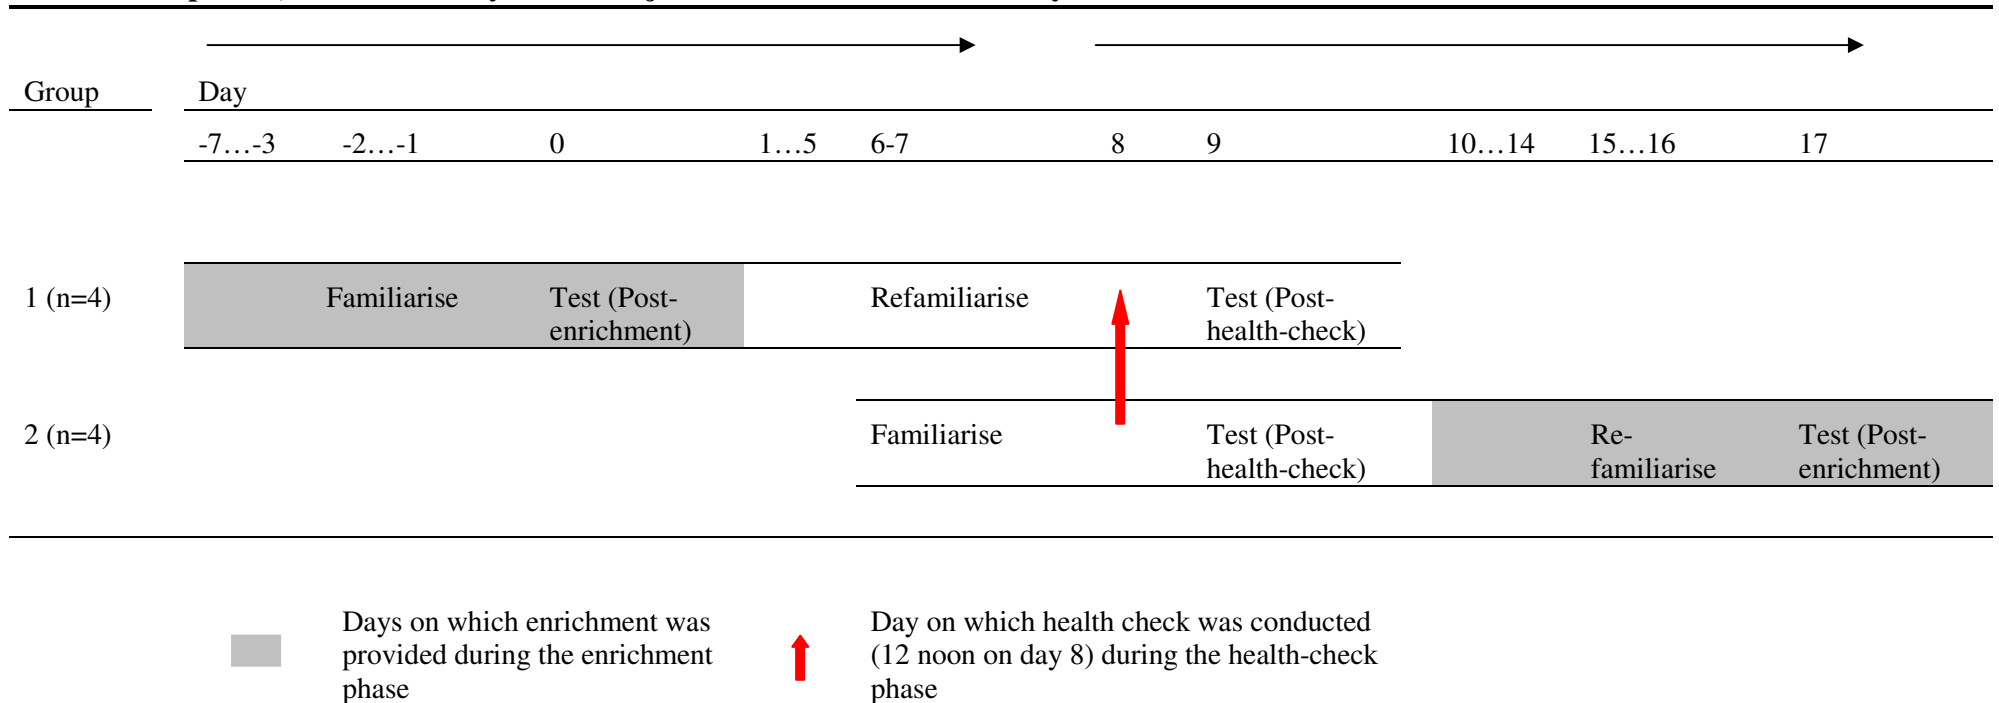 Group Day
-7…-3 -2…-1 0 1…5 6-7 8 9 10…14 15…16 17
1 (n=4) Familiarise Test (Post- Refamiliarise Test (Post-
enrichment) health-check)
2 (n=4) Familiarise Test (Post- Re- Test (Post-
health-check) familiarise enrichment)
Days on which enrichment was
provided during the enrichment
phase
Day on which health check was conducted
(12 noon on day 8) during the health-check
phase